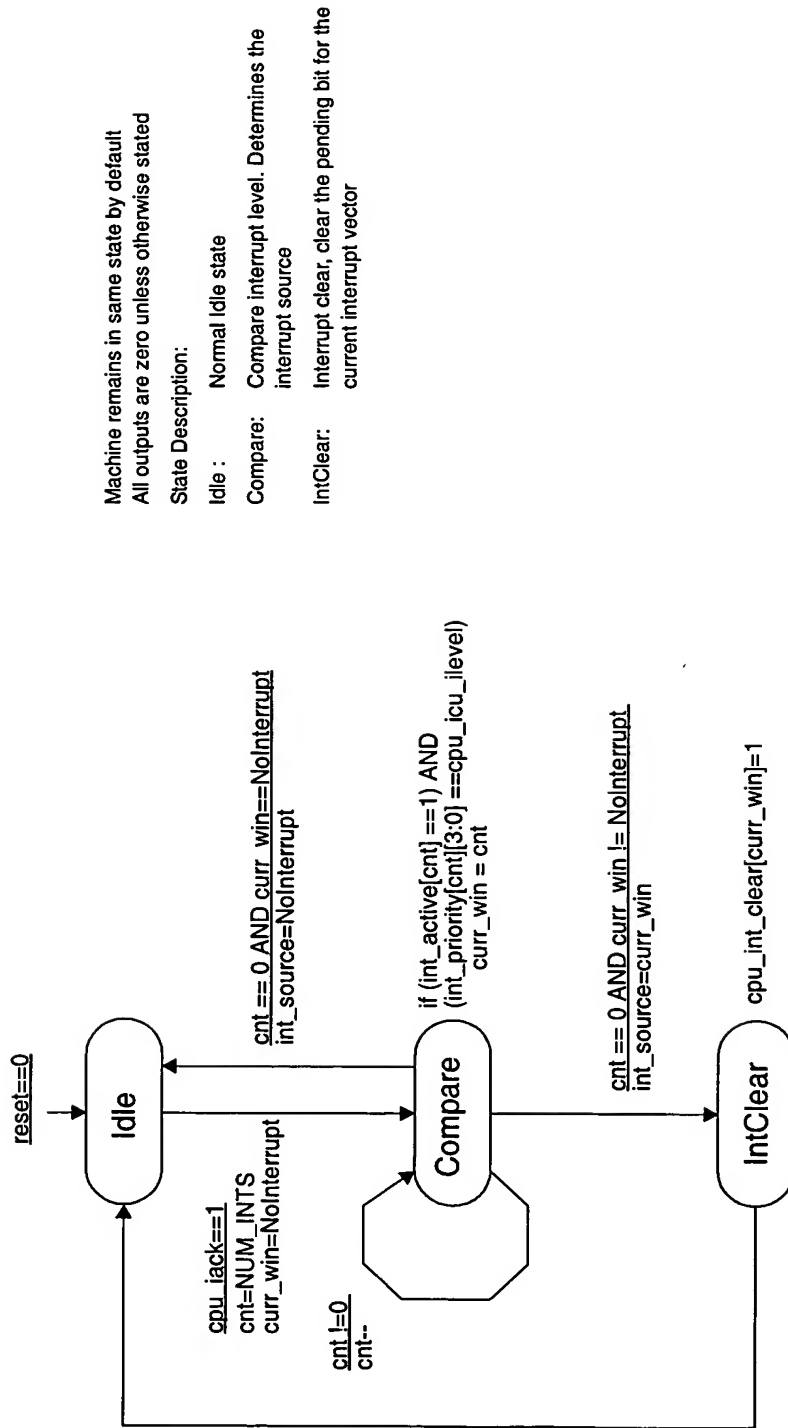 Machine remains in same state by default
All outputs are zero unless otherwise stated
State Description:
Idle : Normal Idle state
Compare: Compare interrupt level. Determines the
interrupt source
IntClear: Interrupt clear, clear the pending bit for the
current interrupt vector
reset==0
Idle
cpu_iack==1
cnt=NUM_INTS
curr_win=NoInterrupt
cnt == 0 AND curr_win==NoInterrupt
int_source=NoInterrupt
cnt !=0
cnt--
Compare
if (int_active[cnt] ==1) AND
(int_priority[cnt][3:0] ==cpu_icu_ilevel)
curr_win = cnt
cnt == 0 AND curr_win != NoInterrupt
int_source=curr_win
IntClear
cpu_int_clear[curr_win]=1